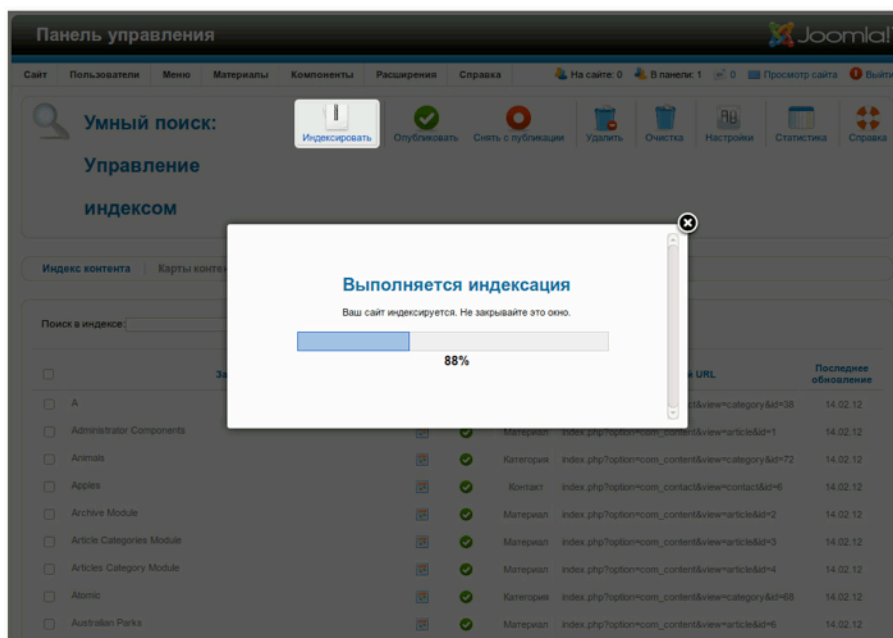 Панель управления
Joomla!
Сайт Пользователи Меню Материалы Компоненты Расширения Справка На сайте: 0 В панели: 1 0 Просмотр сайта Выйти
Умный поиск:
Управление
индексом
Индексировать Опубликовать Снять с публикации Удалить Очистка Настройки Статистика Справка
Индекс контента
Карты
Поиск в индексе:
Выполняется индексация
Ваш сайт индексируется. Не закрывайте это окно.
88%
URL Последнее
обновление
A 14.02.12
Administrator Components Материал index.php?option=com_content&view=article&id=1 14.02.12
Animals Категория index.php?option=com_content&view=category&id=72 14.02.12
Apples Контакт index.php?option=com_contact&view=contact&id=6 14.02.12
Archive Module Материал index.php?option=com_content&view=article&id=2 14.02.12
Article Categories Module Материал index.php?option=com_content&view=article&id=3 14.02.12
Articles Category Module Материал index.php?option=com_content&view=article&id=4 14.02.12
Atomic Категория index.php?option=com_content&view=category&id=68 14.02.12
Australian Parks Материал index.php?option=com_content&view=article&id=6 14.02.12